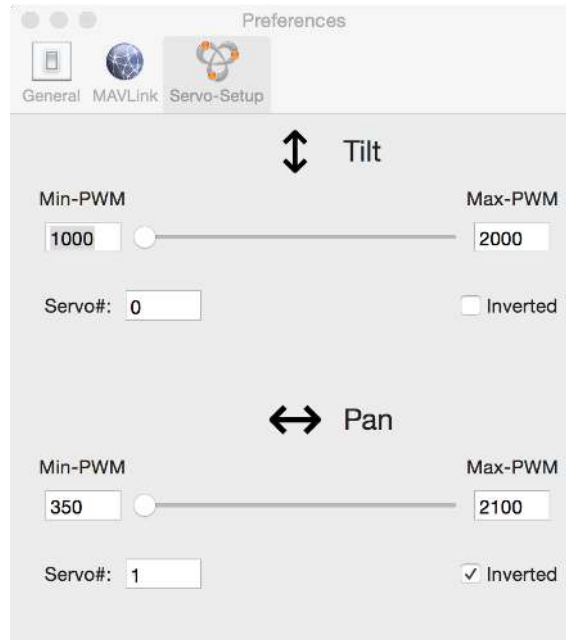 Preferences
General MAVLink Servo-Setup
Tilt
Min-PWM Max-PWM
1000 2000
Servo#: 0 Inverted
Pan
Min-PWM Max-PWM
350 2100
Servo#: 1 Inverted